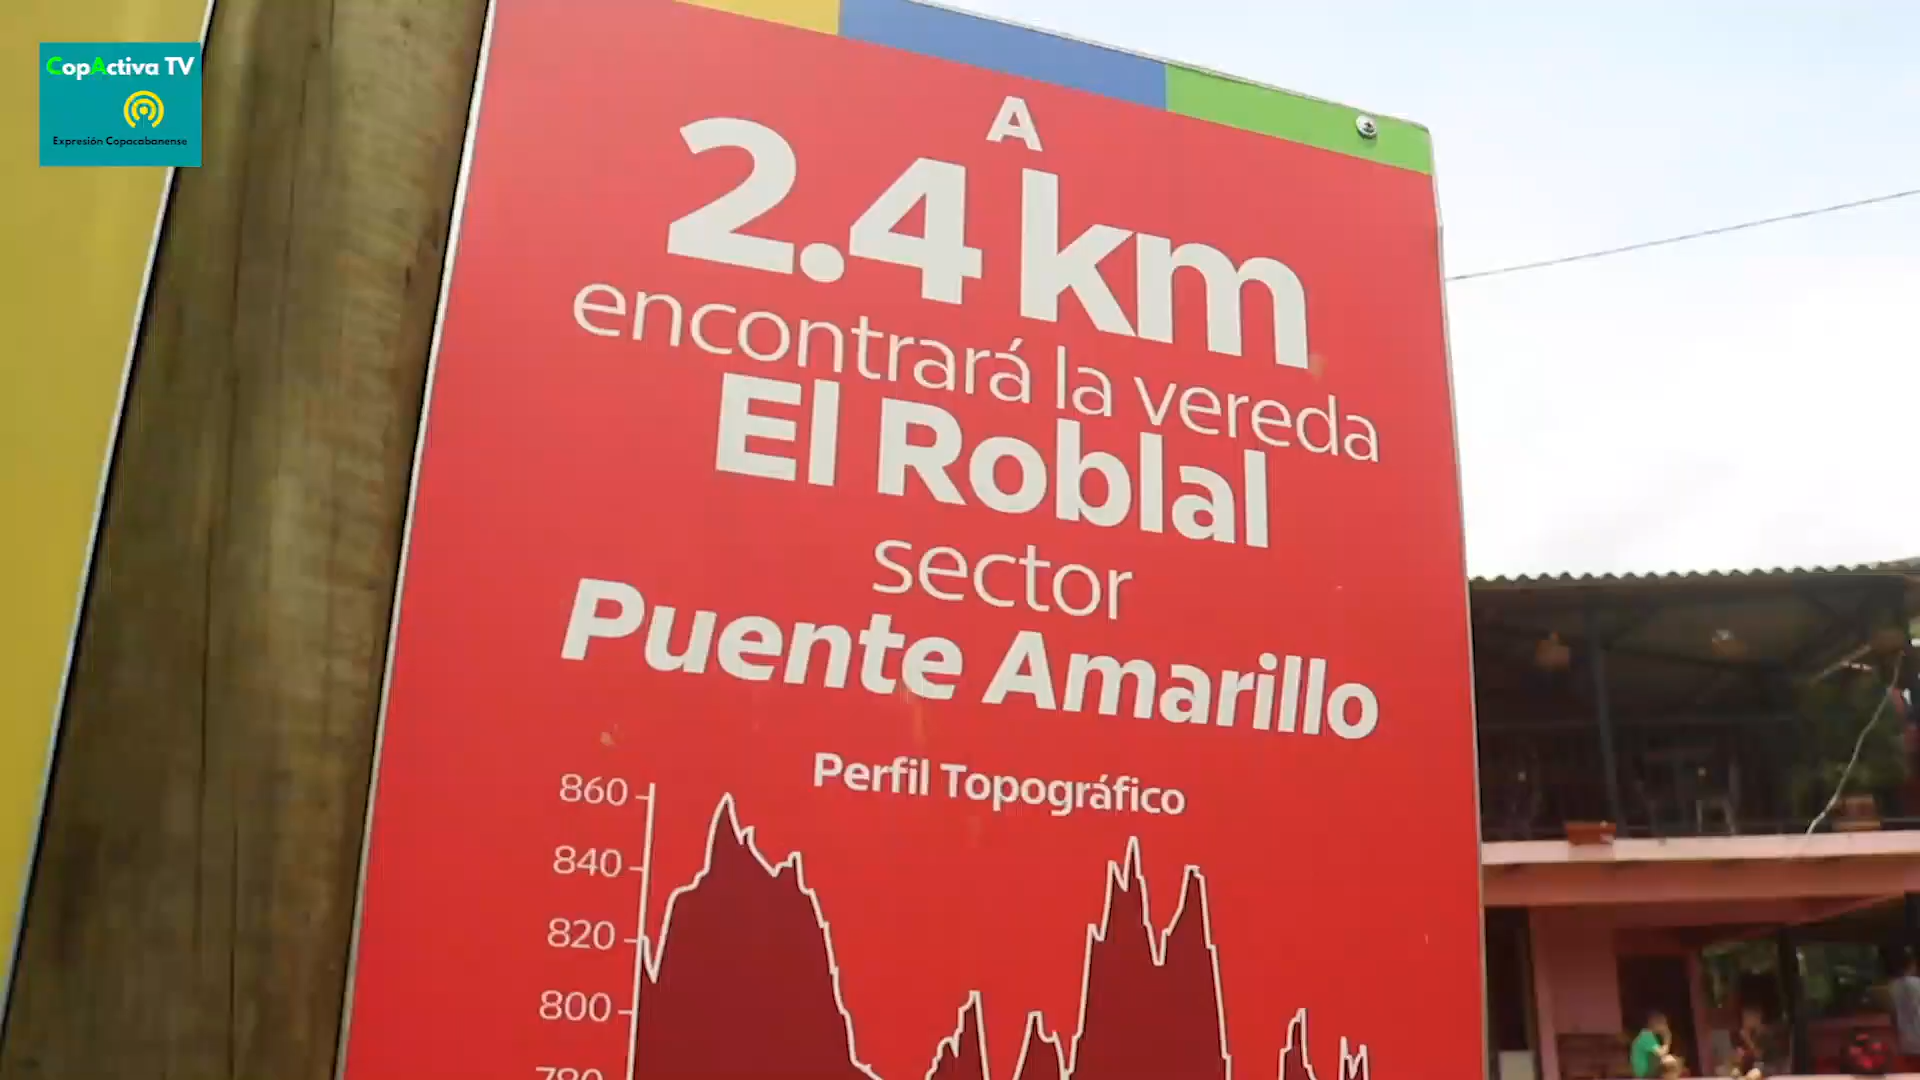 CopActiva TV
Expresión Copacabanense
A
2.4 km
encontrará la vereda
El Roblal
sector
Puente Amarillo
Perfil Topográfico
860
840
820
800
780